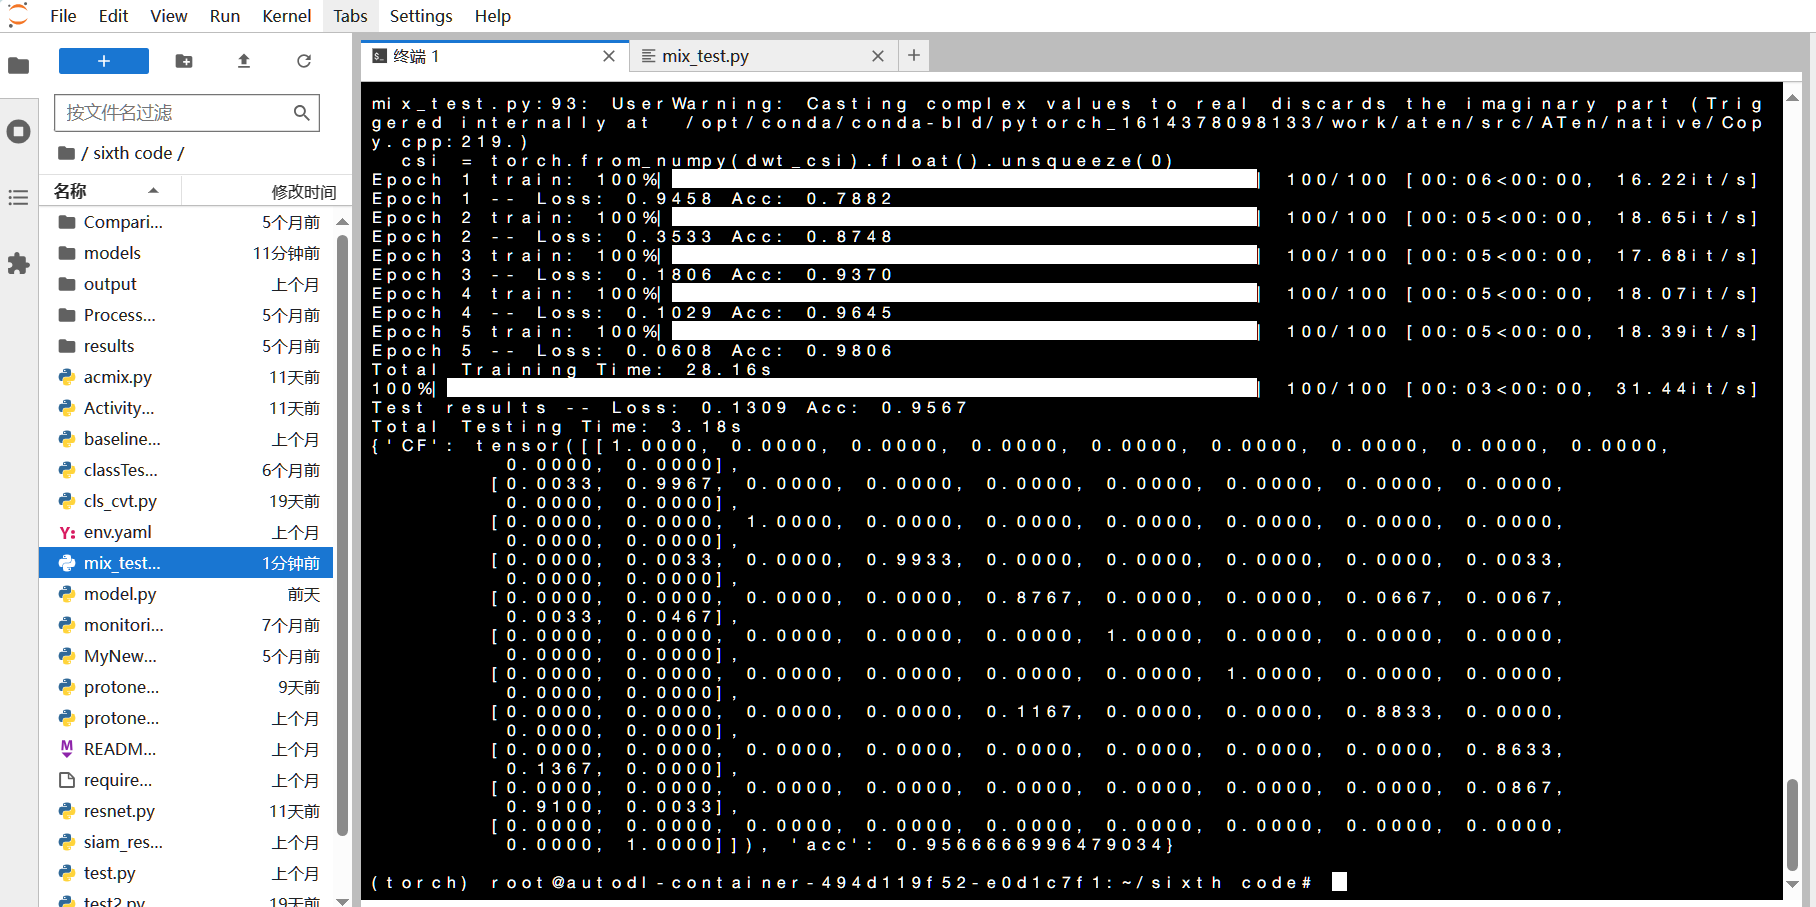 File Edit View Run Kernel Tabs Settings Help
+
按文件名过滤
/ sixth code /
名称 修改时间
Compari... 5个月前
models 11分钟前
output 上个月
Process... 5个月前
results 5个月前
acmix.py 11天前
Activity... 11天前
baseline... 上个月
classTes... 6个月前
cls_cvt.py 19天前
Y: env.yaml 上个月
mix_test... 1分钟前
model.py 前天
monitori... 7个月前
MyNew... 5个月前
protone... 9天前
protone... 上个月
M READM... 上个月
require... 上个月
resnet.py 11天前
siam_res... 上个月
test.py 上个月
test2.py 19天前
终端 1 mix_test.py +
mix_test.py:93: UserWarning: Casting complex values to real discards the imaginary part (Trig
gered internally at  /opt/conda/conda-bld/pytorch_1614378098133/work/aten/src/ATen/native/Cop
y.cpp:219.)
  csi = torch.from_numpy(dwt_csi).float().unsqueeze(0)
Epoch 1 train: 100%| | 100/100 [00:06<00:00, 16.22it/s]
Epoch 1 -- Loss: 0.9458 Acc: 0.7882
Epoch 2 train: 100%| | 100/100 [00:05<00:00, 18.65it/s]
Epoch 2 -- Loss: 0.3533 Acc: 0.8748
Epoch 3 train: 100%| | 100/100 [00:05<00:00, 17.68it/s]
Epoch 3 -- Loss: 0.1806 Acc: 0.9370
Epoch 4 train: 100%| | 100/100 [00:05<00:00, 18.07it/s]
Epoch 4 -- Loss: 0.1029 Acc: 0.9645
Epoch 5 train: 100%| | 100/100 [00:05<00:00, 18.39it/s]
Epoch 5 -- Loss: 0.0608 Acc: 0.9806
Total Training Time: 28.16s
100%| | 100/100 [00:03<00:00, 31.44it/s]
Test results -- Loss: 0.1309 Acc: 0.9567
Total Testing Time: 3.18s
{'CF': tensor([[1.0000, 0.0000, 0.0000, 0.0000, 0.0000, 0.0000, 0.0000, 0.0000, 0.0000,
0.0000, 0.0000],
[0.0033, 0.9967, 0.0000, 0.0000, 0.0000, 0.0000, 0.0000, 0.0000, 0.0000,
0.0000, 0.0000],
[0.0000, 0.0000, 1.0000, 0.0000, 0.0000, 0.0000, 0.0000, 0.0000, 0.0000,
0.0000, 0.0000],
[0.0000, 0.0033, 0.0000, 0.9933, 0.0000, 0.0000, 0.0000, 0.0000, 0.0033,
0.0000, 0.0000],
[0.0000, 0.0000, 0.0000, 0.0000, 0.8767, 0.0000, 0.0000, 0.0667, 0.0067,
0.0033, 0.0467],
[0.0000, 0.0000, 0.0000, 0.0000, 0.0000, 1.0000, 0.0000, 0.0000, 0.0000,
0.0000, 0.0000],
[0.0000, 0.0000, 0.0000, 0.0000, 0.0000, 0.0000, 1.0000, 0.0000, 0.0000,
0.0000, 0.0000],
[0.0000, 0.0000, 0.0000, 0.0000, 0.1167, 0.0000, 0.0000, 0.8833, 0.0000,
0.0000, 0.0000],
[0.0000, 0.0000, 0.0000, 0.0000, 0.0000, 0.0000, 0.0000, 0.0000, 0.8633,
0.1367, 0.0000],
[0.0000, 0.0000, 0.0000, 0.0000, 0.0000, 0.0000, 0.0000, 0.0000, 0.0867,
0.9100, 0.0033],
[0.0000, 0.0000, 0.0000, 0.0000, 0.0000, 0.0000, 0.0000, 0.0000, 0.0000,
0.0000, 1.0000]]), 'acc': 0.9566666996479034}
(torch) root@autodl-container-494d119f52-e0d1c7f1:~/sixth code#